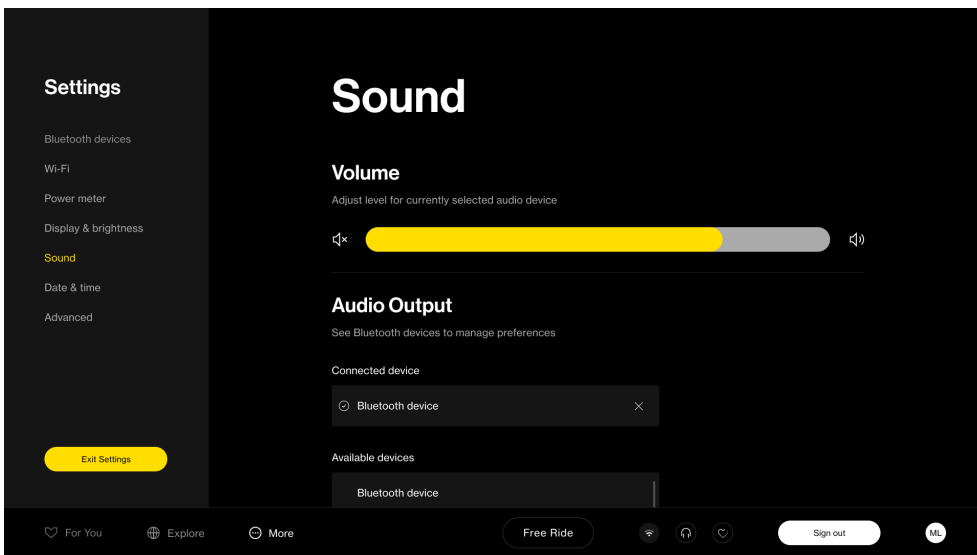 Settings
Bluetooth devices
Wi-Fi
Power meter
Display & brightness
Sound
Date & time
Advanced
Exit Settings
Sound
Volume
Adjust level for currently selected audio device
Audio Output
See Bluetooth devices to manage preferences
Connected device
Bluetooth device
Available devices
Bluetooth device
For You
Explore
More
Free Ride
Sign out
ML